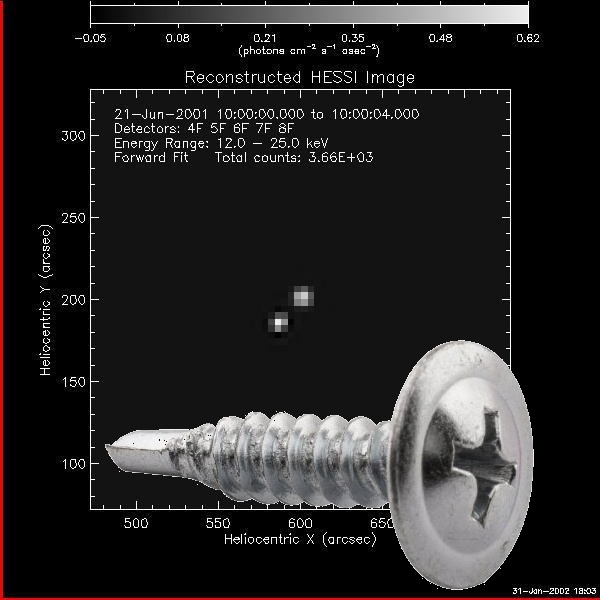 -0.05 0.08 0.21 0.35 0.48 0.62
(photons cm⁻² s⁻¹ asec⁻²)
Reconstructed HESSI Image
21-Jun-2001 10:00:00.000 to 10:00:04.000
Detectors: 4F 5F 6F 7F 8F
Energy Range: 12.0 - 25.0 keV
Forward Fit Total counts: 3.66E+03
300
250
200
150
100
Heliocentric Y (arcsec)
500 550 600
Heliocentric X (arcsec)
31-Jan-2002 18:03